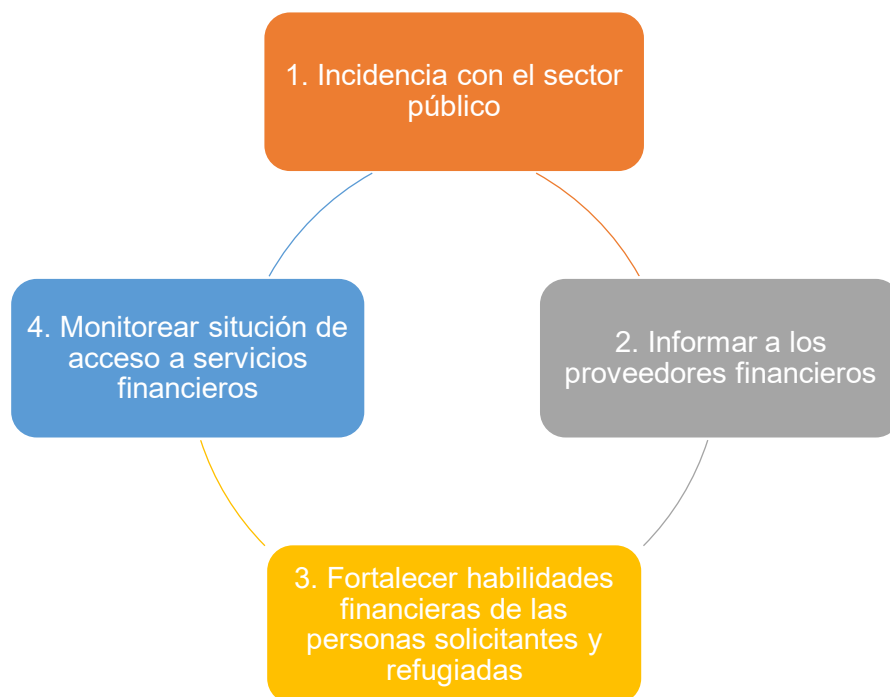 1. Incidencia con el sector
público
2. Informar a los
proveedores financieros
3. Fortalecer habilidades
financieras de las
personas solicitantes y
refugiadas
4. Monitorear situción de
acceso a servicios
financieros